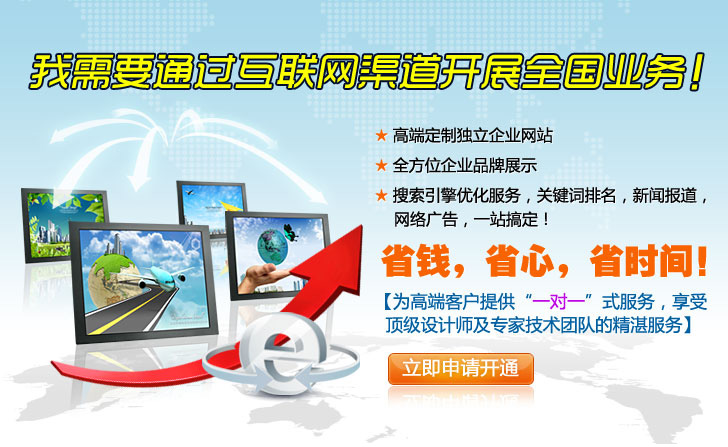 我需要通过互联网渠道开展全国业务！
★ 高端定制独立企业网站
★ 全方位企业品牌展示
★ 搜索引擎优化服务，关键词排名，新闻报道，
网络广告，一站搞定！
省钱，省心，省时间！
【为高端客户提供“一对一”式服务，享受
顶级设计师及专家技术团队的精湛服务】
立即申请开通
e